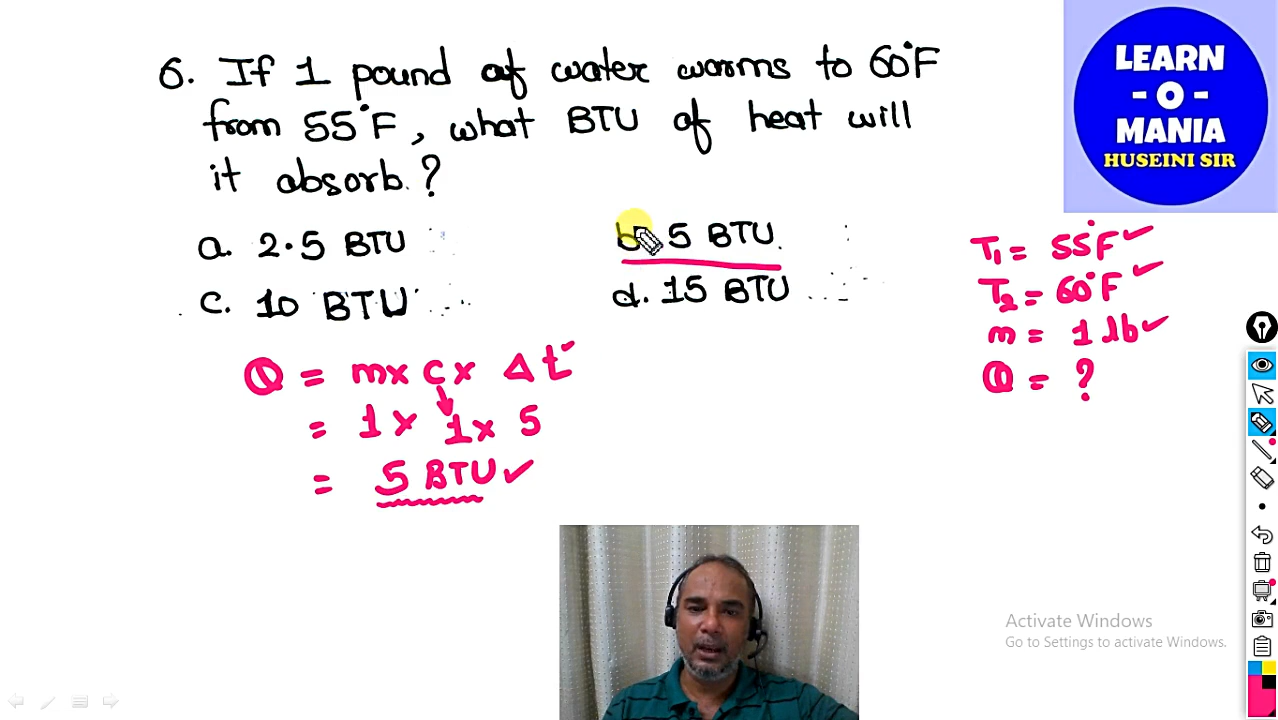 6. If 1 pound of water worms to 60°F
from 55°F, what BTU of heat will
it absorb.?
a. 2.5 BTU
b. 5 BTU
c. 10 BTU
d. 15 BTU
Q = m x c x Δt
= 1 x 1 x 5
= 5 BTU ✓
T₁ = 55°F ✓
T₂ = 60°F ✓
m = 1 lb ✓
Q = ?
LEARN
- O -
MANIA
HUSEINI SIR
Activate Windows
Go to Settings to activate Windows.